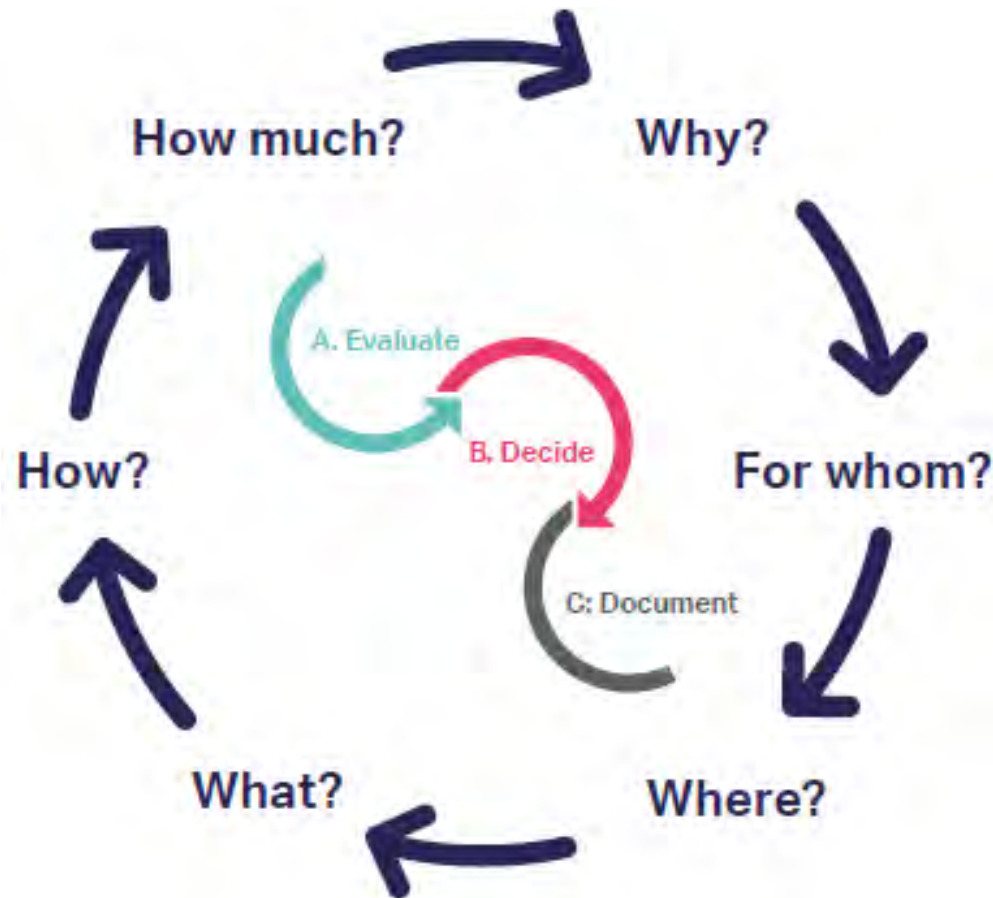 How much?
Why?
A. Evaluate
B. Decide
How?
For whom?
C: Document
What?
Where?